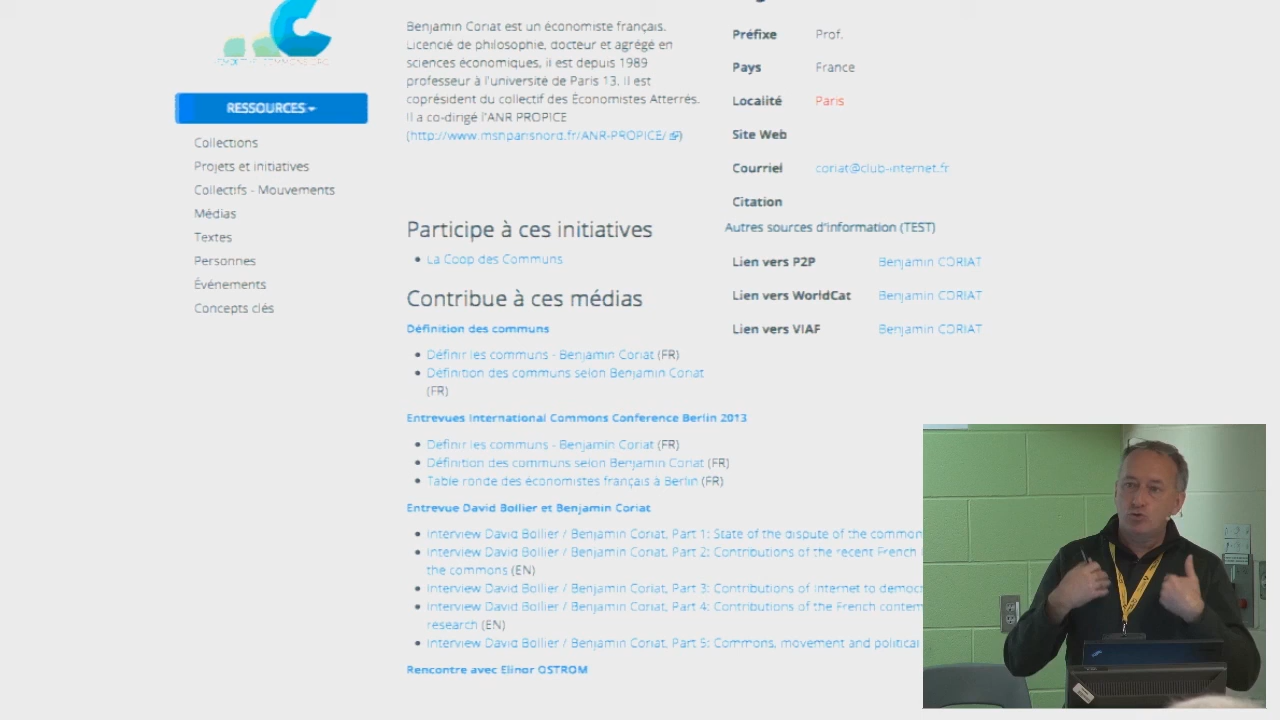 RESSOURCES
Collections
Projets et initiatives
Collectifs - Mouvements
Médias
Textes
Personnes
Événements
Concepts clés
Benjamin Coriat est un économiste français.
Licencié de philosophie, docteur et agrégé en
sciences économiques, il est depuis 1989
professeur à l'université de Paris 13. Il est
coprésident du collectif des Économistes Atterrés.
Il a co-dirigé l'ANR PROPICE
(http://www.mshparisnord.fr/ANR-PROPICE/)
Participe à ces initiatives
• La Coop des Communs
Contribue à ces médias
Définition des communs
• Définir les communs - Benjamin Coriat (FR)
• Définition des communs selon Benjamin Coriat
(FR)
Entrevues International Commons Conference Berlin 2013
• Définir les communs - Benjamin Coriat (FR)
• Définition des communs selon Benjamin Coriat (FR)
• Table ronde des économistes français à Berlin (FR)
Entrevue David Bollier et Benjamin Coriat
• Interview David Bollier / Benjamin Coriat, Part 1: State of the dispute of the common
• Interview David Bollier / Benjamin Coriat, Part 2: Contributions of the recent French
the commons (EN)
• Interview David Bollier / Benjamin Coriat, Part 3: Contributions of Internet to democ
• Interview David Bollier / Benjamin Coriat, Part 4: Contributions of the French contem
research (EN)
• Interview David Bollier / Benjamin Coriat, Part 5: Commons, movement and political
Rencontre avec Elinor OSTROM
Préfixe Prof.
Pays France
Localité Paris
Site Web
Courriel coriat@club-internet.fr
Citation
Autres sources d'information (TEST)
Lien vers P2P Benjamin CORIAT
Lien vers WorldCat Benjamin CORIAT
Lien vers VIAF Benjamin CORIAT